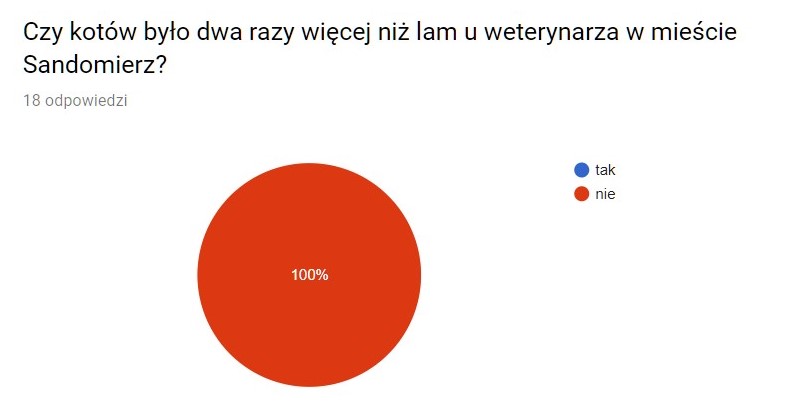 Czy kotów było dwa razy więcej niż lam u weterynarza w mieście
Sandomierz?
18 odpowiedzi
tak
nie
100%